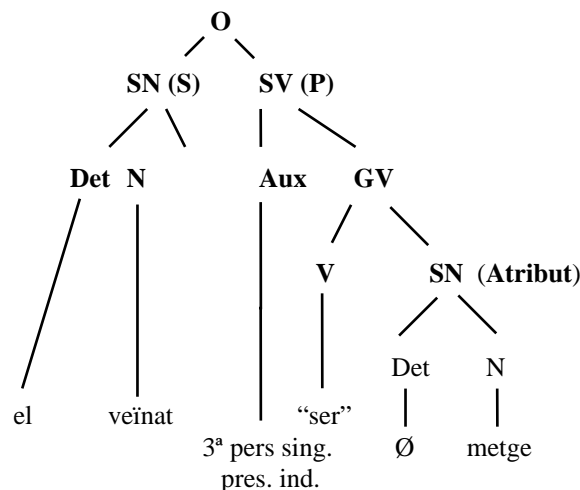 O
SN (S) SV (P)
Det N Aux GV
V SN (Atribut)
Det N
el veïnat “ser”
3ª pers sing. Ø metge
pres. ind.